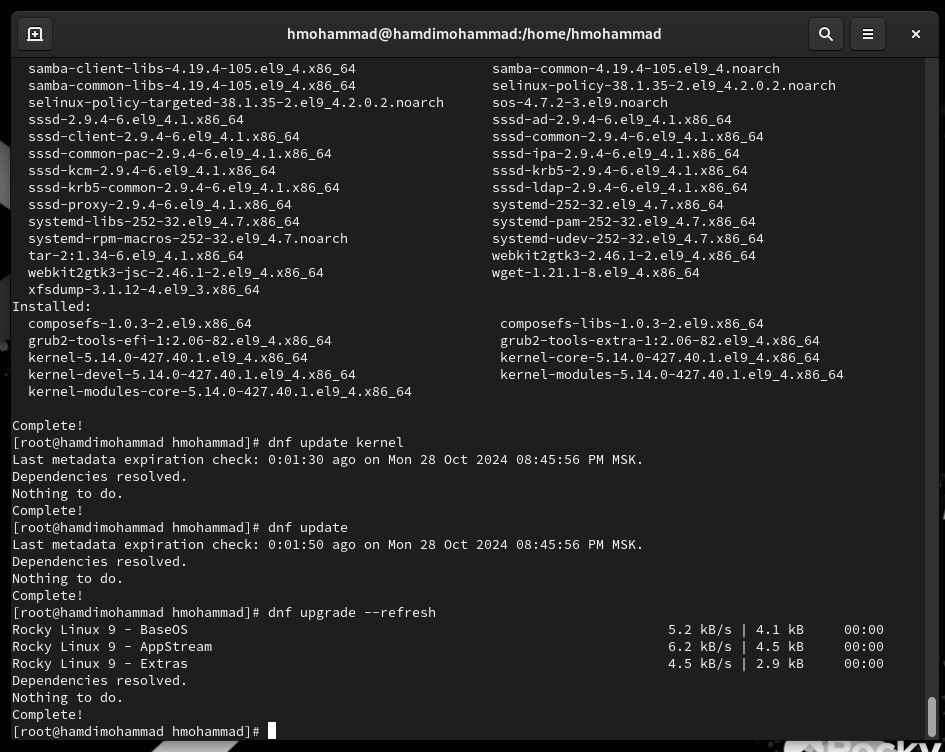 hmohammad@hamdimohammad:/home/hmohammad
samba-client-libs-4.19.4-105.el9_4.x86_64 samba-common-4.19.4-105.el9_4.noarch
samba-common-libs-4.19.4-105.el9_4.x86_64 selinux-policy-38.1.35-2.el9_4.2.0.2.noarch
selinux-policy-targeted-38.1.35-2.el9_4.2.0.2.noarch sos-4.7.2-3.el9.noarch
sssd-2.9.4-6.el9_4.1.x86_64 sssd-ad-2.9.4-6.el9_4.1.x86_64
sssd-client-2.9.4-6.el9_4.1.x86_64 sssd-common-2.9.4-6.el9_4.1.x86_64
sssd-common-pac-2.9.4-6.el9_4.1.x86_64 sssd-ipa-2.9.4-6.el9_4.1.x86_64
sssd-kcm-2.9.4-6.el9_4.1.x86_64 sssd-krb5-2.9.4-6.el9_4.1.x86_64
sssd-krb5-common-2.9.4-6.el9_4.1.x86_64 sssd-ldap-2.9.4-6.el9_4.1.x86_64
sssd-proxy-2.9.4-6.el9_4.1.x86_64 systemd-252-32.el9_4.7.x86_64
systemd-libs-252-32.el9_4.7.x86_64 systemd-pam-252-32.el9_4.7.x86_64
systemd-rpm-macros-252-32.el9_4.7.noarch systemd-udev-252-32.el9_4.7.x86_64
tar-2:1.34-6.el9_4.1.x86_64 webkit2gtk3-2.46.1-2.el9_4.x86_64
webkit2gtk3-jsc-2.46.1-2.el9_4.x86_64 wget-1.21.1-8.el9_4.x86_64
xfsdump-3.1.12-4.el9_3.x86_64
Installed:
composefs-1.0.3-2.el9.x86_64 composefs-libs-1.0.3-2.el9.x86_64
grub2-tools-efi-1:2.06-82.el9_4.x86_64 grub2-tools-extra-1:2.06-82.el9_4.x86_64
kernel-5.14.0-427.40.1.el9_4.x86_64 kernel-core-5.14.0-427.40.1.el9_4.x86_64
kernel-devel-5.14.0-427.40.1.el9_4.x86_64 kernel-modules-5.14.0-427.40.1.el9_4.x86_64
kernel-modules-core-5.14.0-427.40.1.el9_4.x86_64
Complete!
[root@hamdimohammad hmohammad]# dnf update kernel
Last metadata expiration check: 0:01:30 ago on Mon 28 Oct 2024 08:45:56 PM MSK.
Dependencies resolved.
Nothing to do.
Complete!
[root@hamdimohammad hmohammad]# dnf update
Last metadata expiration check: 0:01:50 ago on Mon 28 Oct 2024 08:45:56 PM MSK.
Dependencies resolved.
Nothing to do.
Complete!
[root@hamdimohammad hmohammad]# dnf upgrade --refresh
Rocky Linux 9 - BaseOS 5.2 kB/s | 4.1 kB 00:00
Rocky Linux 9 - AppStream 6.2 kB/s | 4.5 kB 00:00
Rocky Linux 9 - Extras 4.5 kB/s | 2.9 kB 00:00
Dependencies resolved.
Nothing to do.
Complete!
[root@hamdimohammad hmohammad]#
Rocky